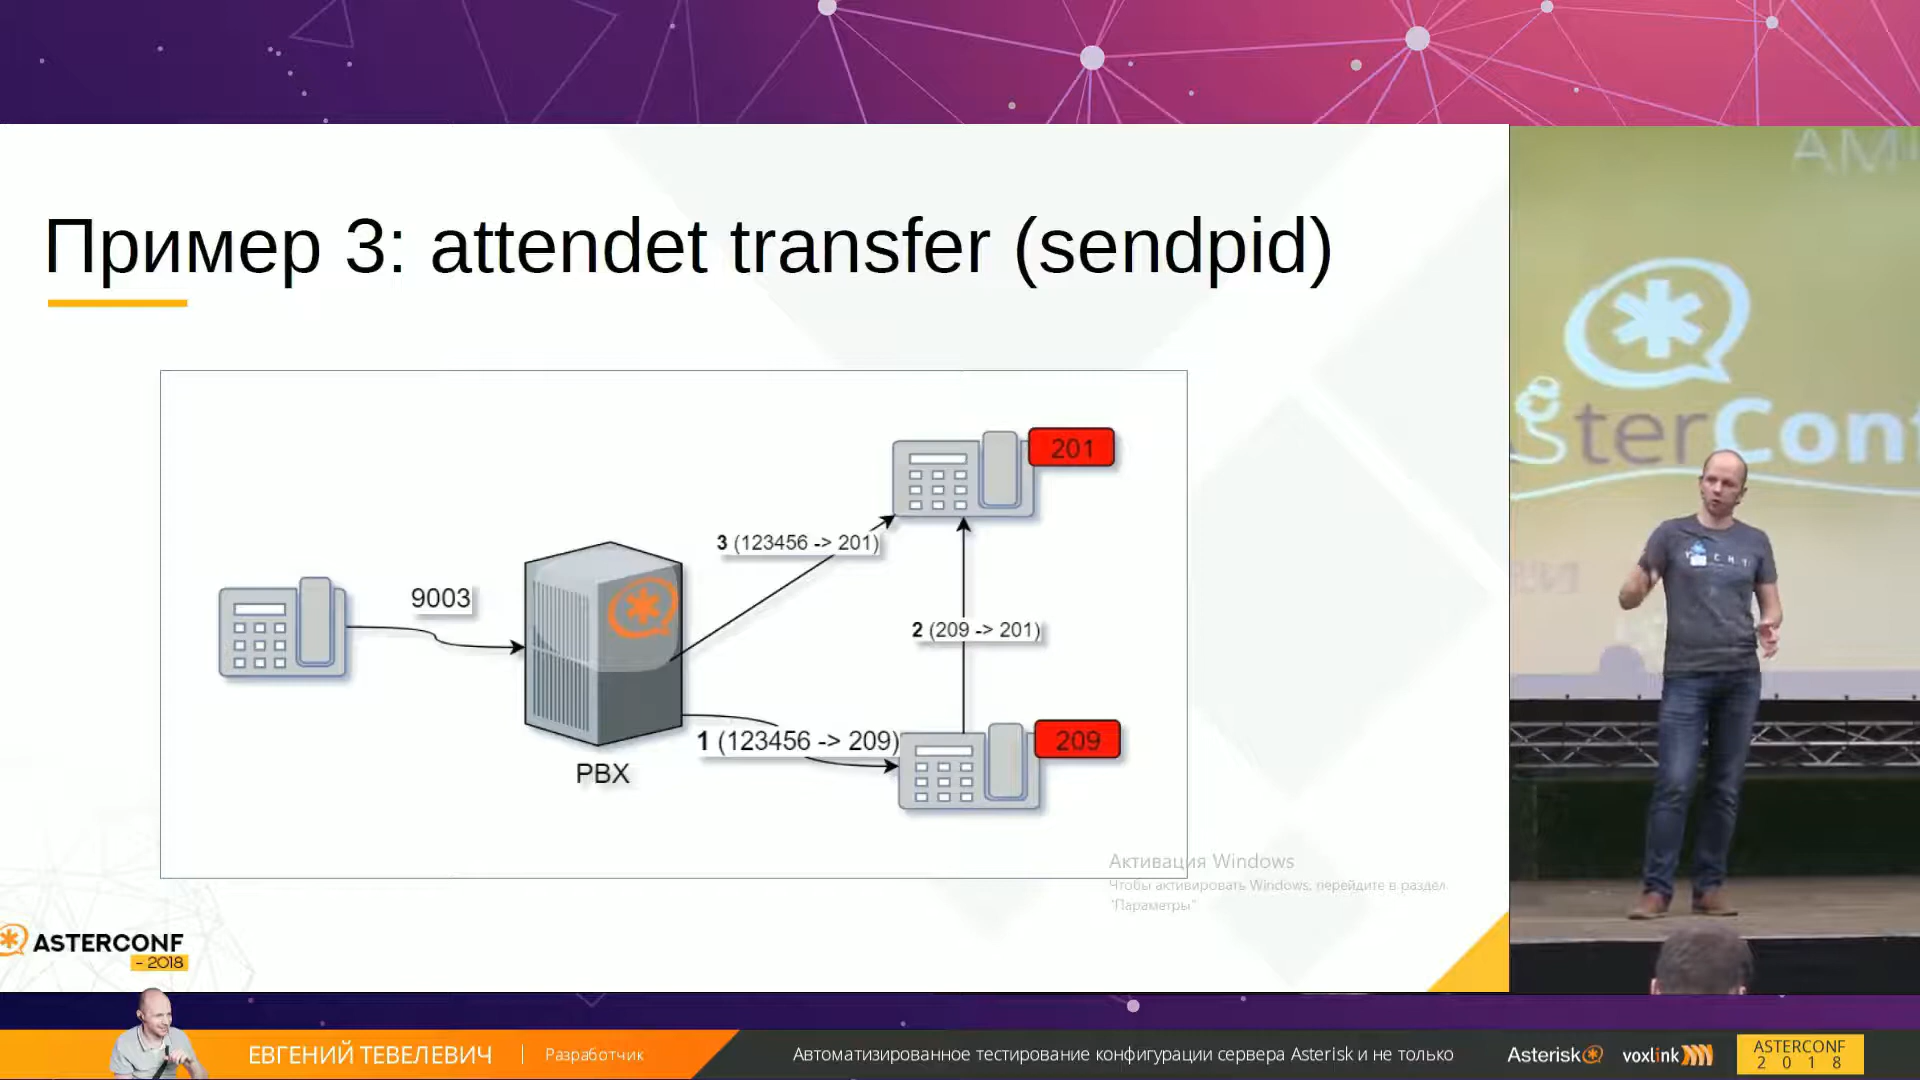 Пример 3: attendet transfer (sendpid)
201
3 (123456 -> 201)
9003
2 (209 -> 201)
1 (123456 -> 209)
209
PBX
Активация Windows
Чтобы активировать Windows, перейдите в раздел
"Параметры"
ASTERCONF
- 2018
AMI
sterConf
ЕВГЕНИЙ ТЕВЕЛЕВИЧ
Разработчик
Автоматизированное тестирование конфигурации сервера Asterisk и не только
Asterisk
voxlink
ASTERCONF
2 0 1 8